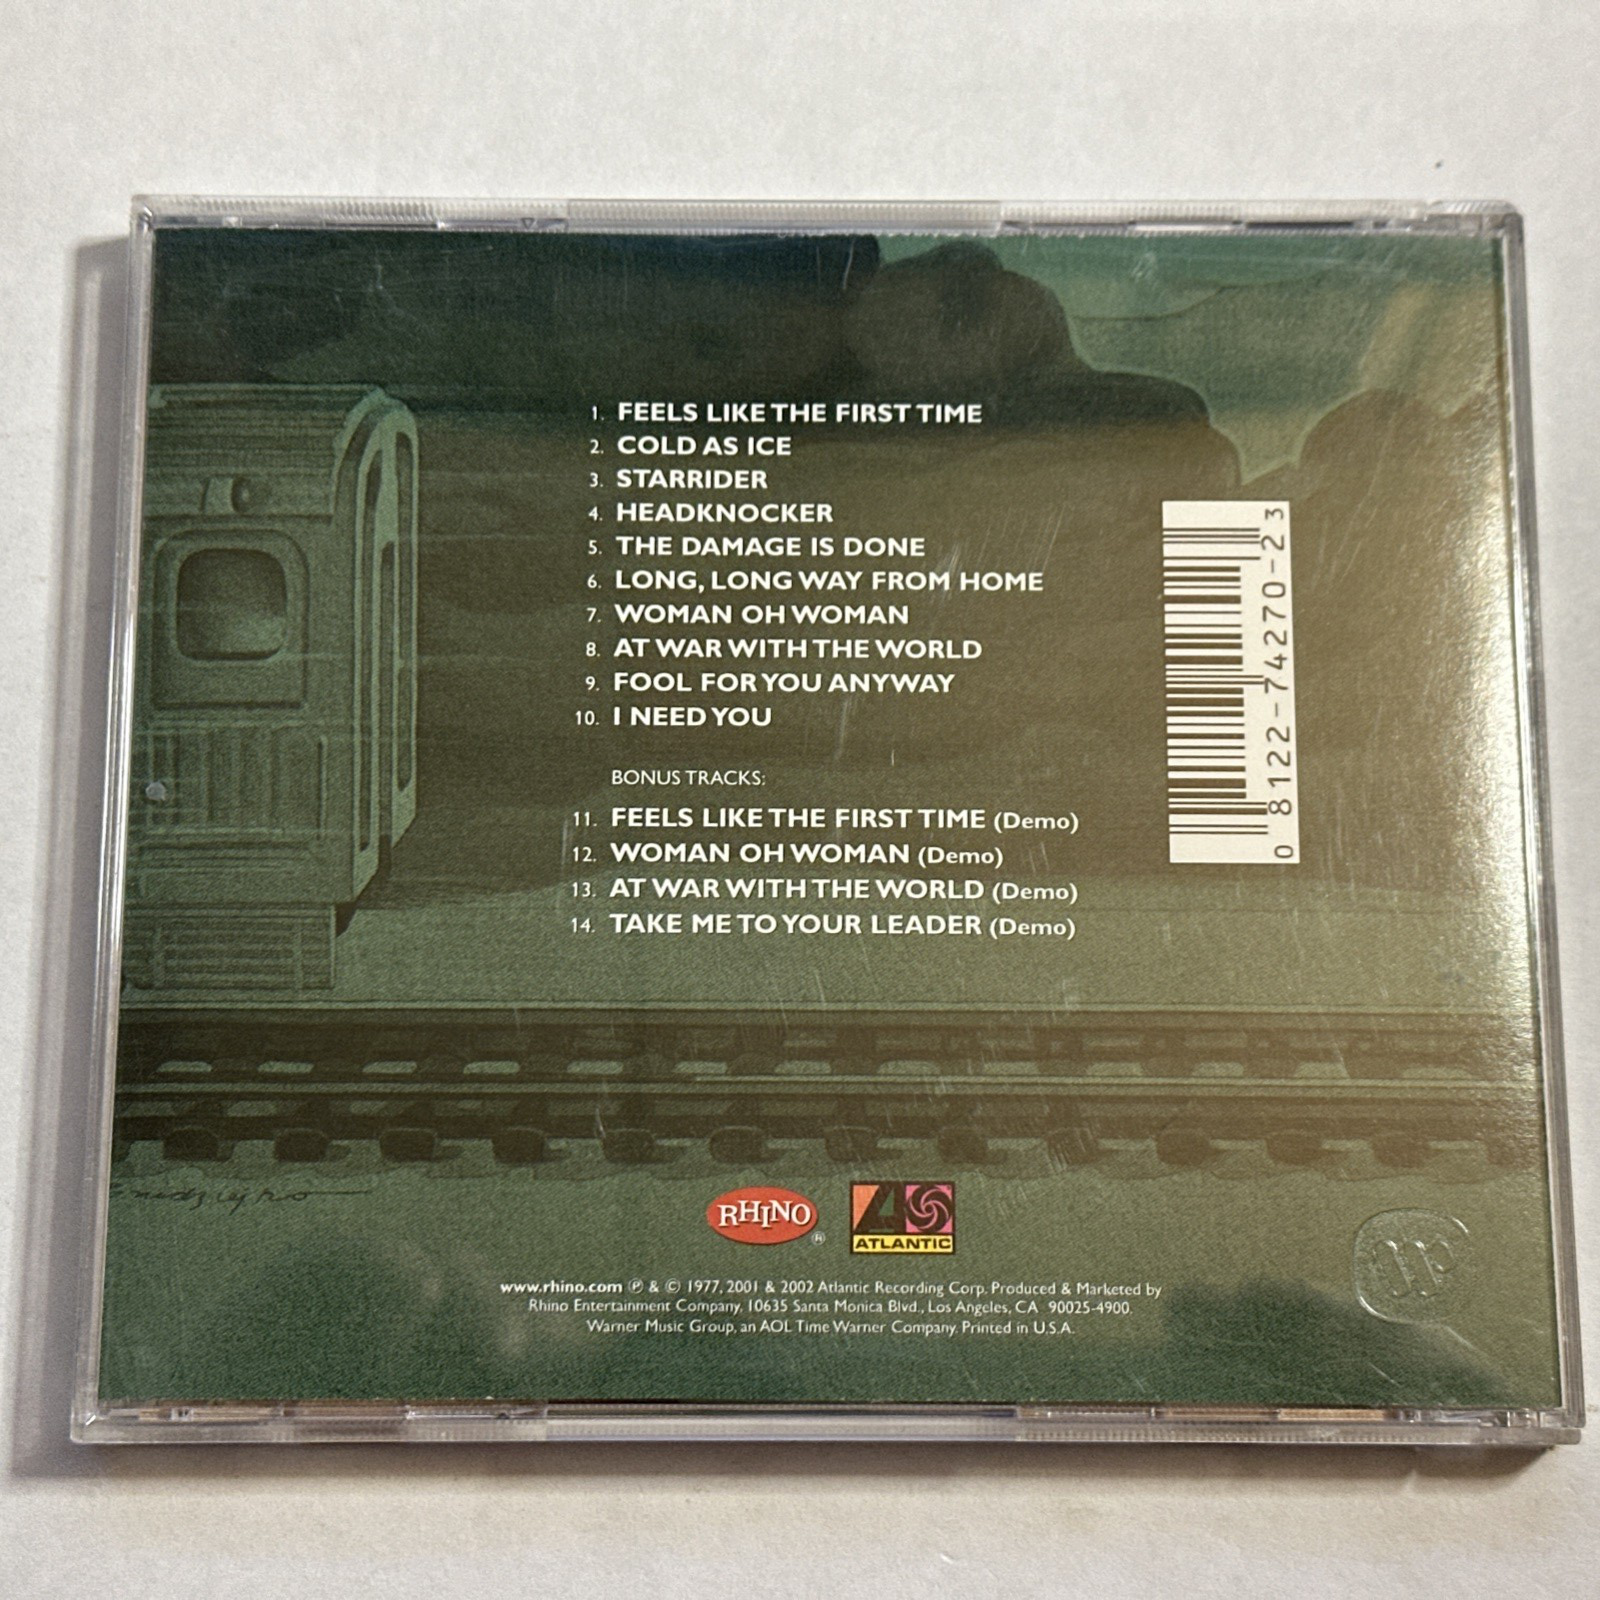 1. FEELS LIKE THE FIRST TIME
2. COLD AS ICE
3. STARRIDER
4. HEADKNOCKER
5. THE DAMAGE IS DONE
6. LONG, LONG WAY FROM HOME
7. WOMAN OH WOMAN
8. AT WAR WITH THE WORLD
9. FOOL FOR YOU ANYWAY
10. I NEED YOU
BONUS TRACKS:
11. FEELS LIKE THE FIRST TIME (Demo)
12. WOMAN OH WOMAN (Demo)
13. AT WAR WITH THE WORLD (Demo)
14. TAKE ME TO YOUR LEADER (Demo)
0 8122-74270-2 3
RHINO ®
ATLANTIC
www.rhino.com ℗ & © 1977, 2001 & 2002 Atlantic Recording Corp. Produced & Marketed by
Rhino Entertainment Company, 10635 Santa Monica Blvd., Los Angeles, CA 90025-4900.
Warner Music Group, an AOL Time Warner Company. Printed in U.S.A.